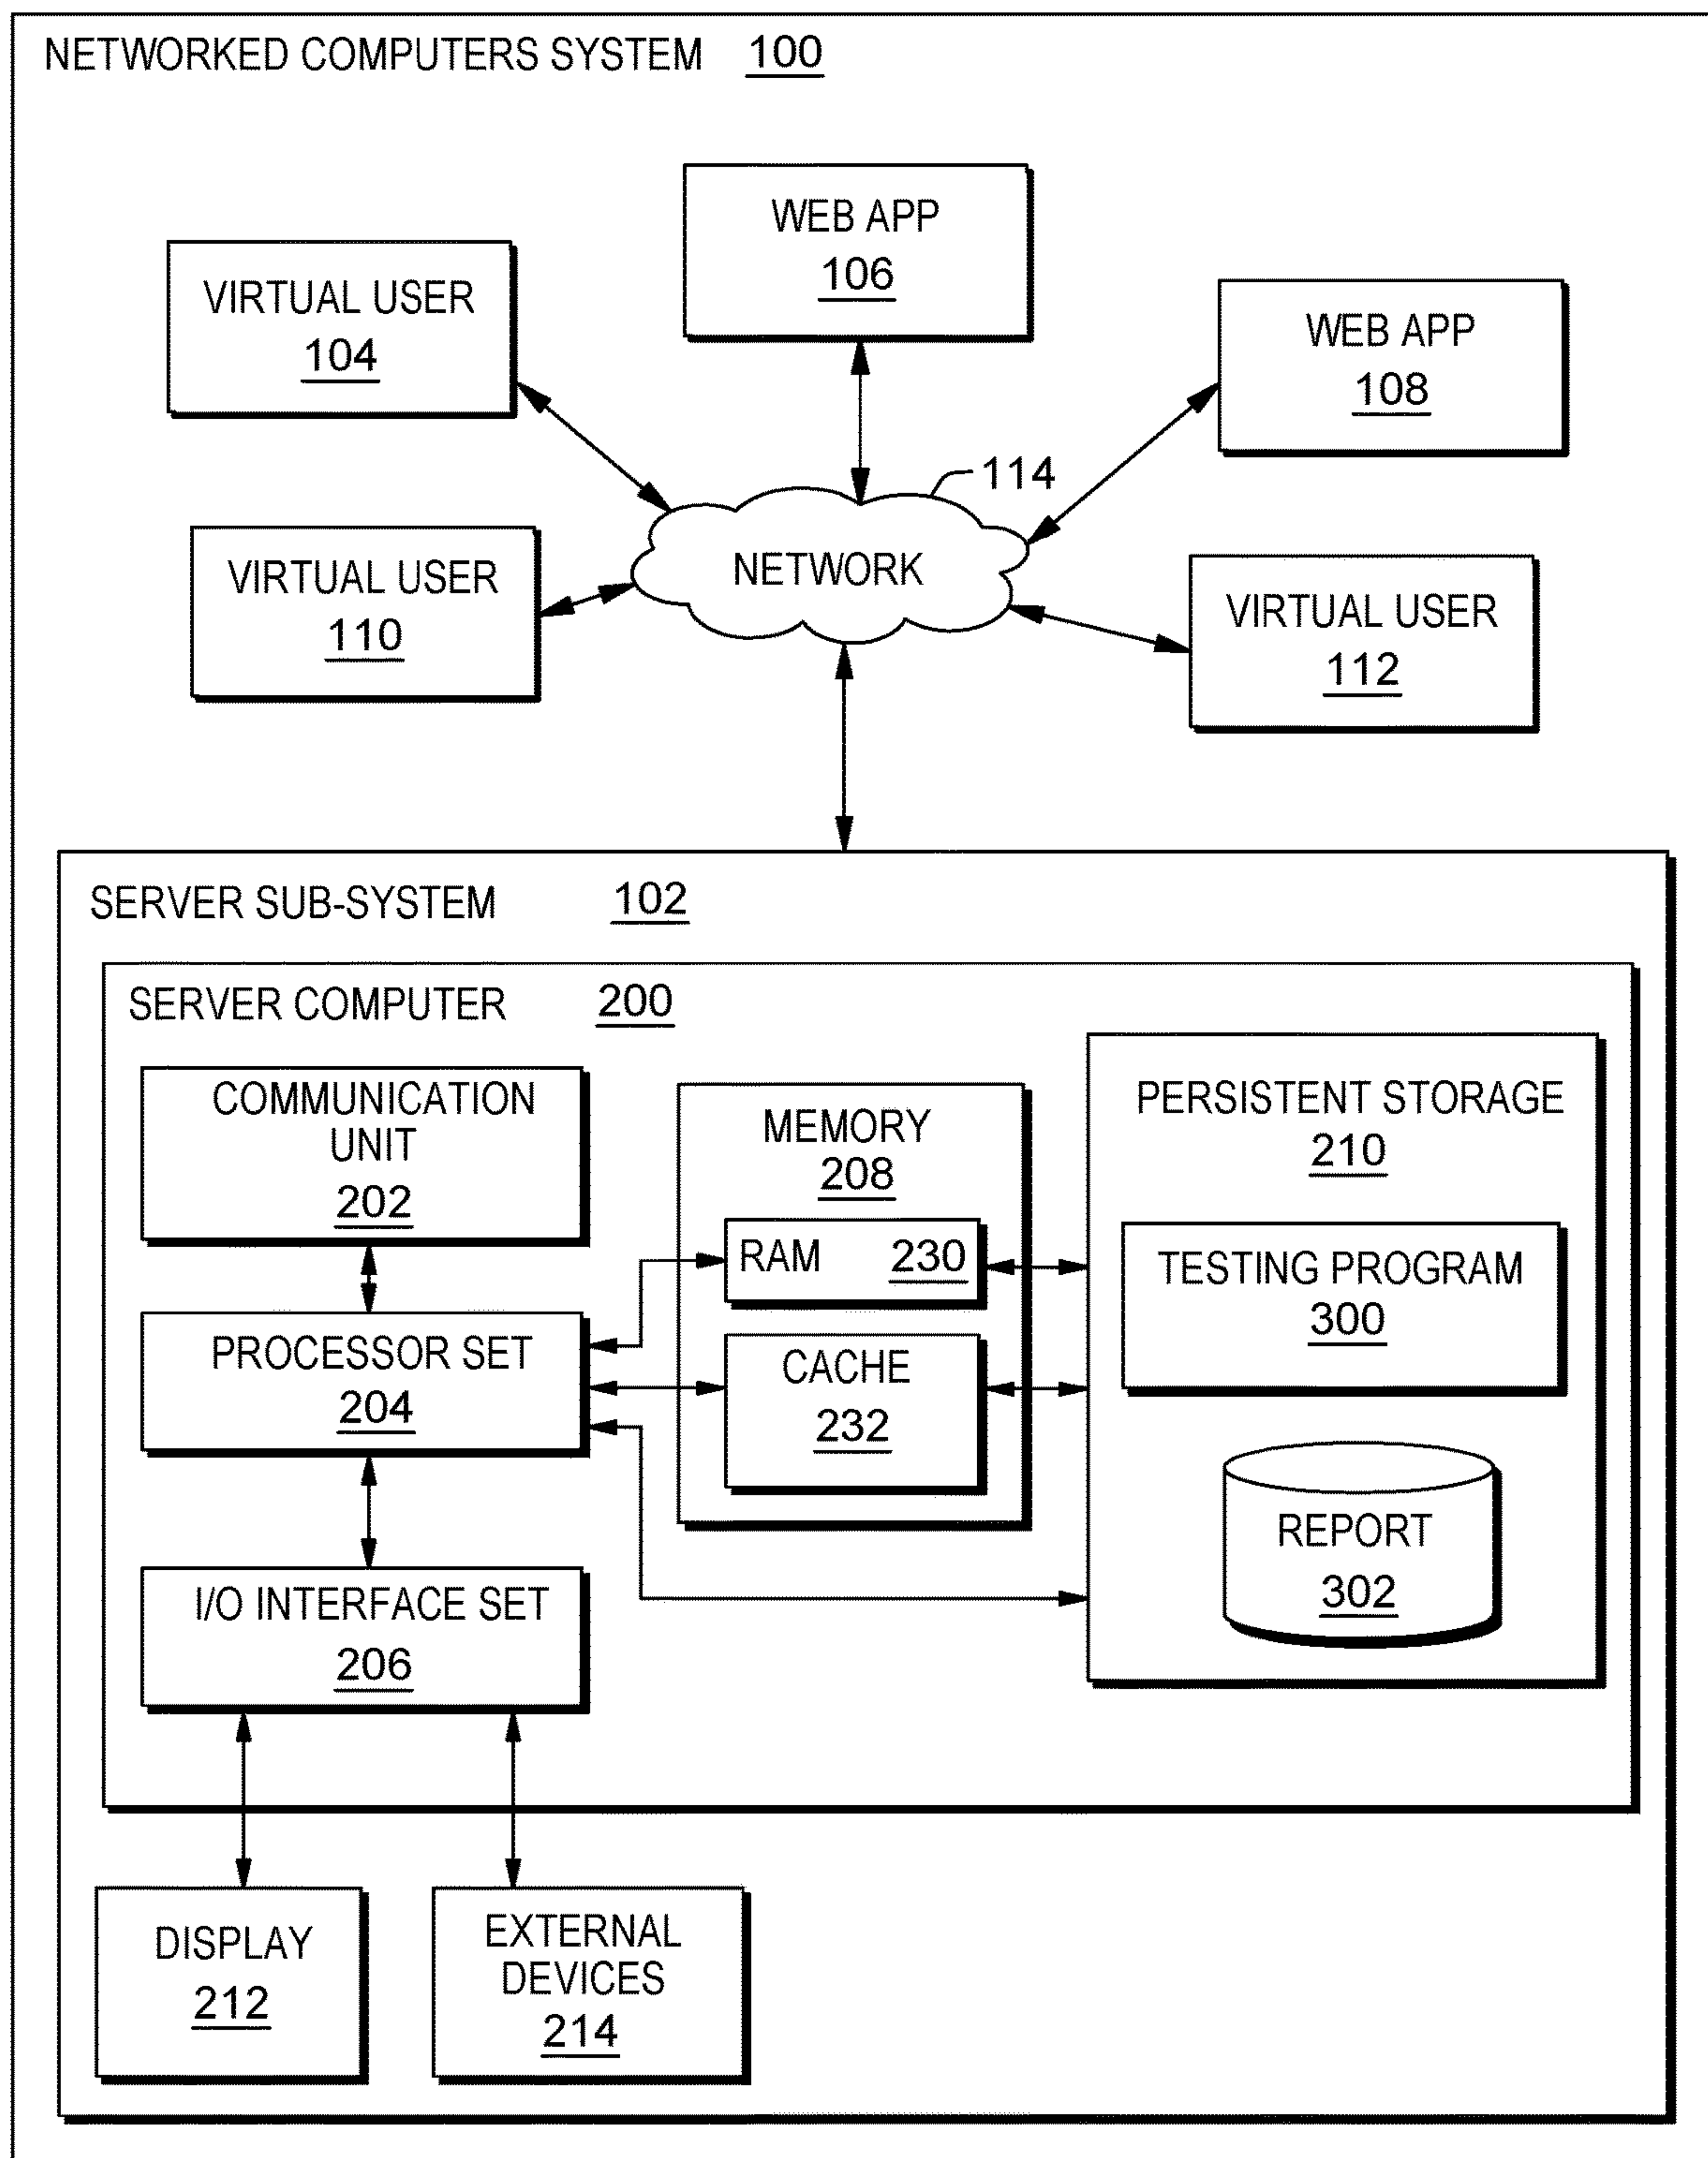 NETWORKED COMPUTERS SYSTEM 100
WEB APP
106
VIRTUAL USER
104
WEB APP
108
114
NETWORK
VIRTUAL USER
110
VIRTUAL USER
112
SERVER SUB-SYSTEM 102
SERVER COMPUTER 200
COMMUNICATION
UNIT
202
MEMORY
208
PERSISTENT STORAGE
210
RAM 230
TESTING PROGRAM
300
PROCESSOR SET
204
CACHE
232
REPORT
302
I/O INTERFACE SET
206
DISPLAY
212
EXTERNAL
DEVICES
214